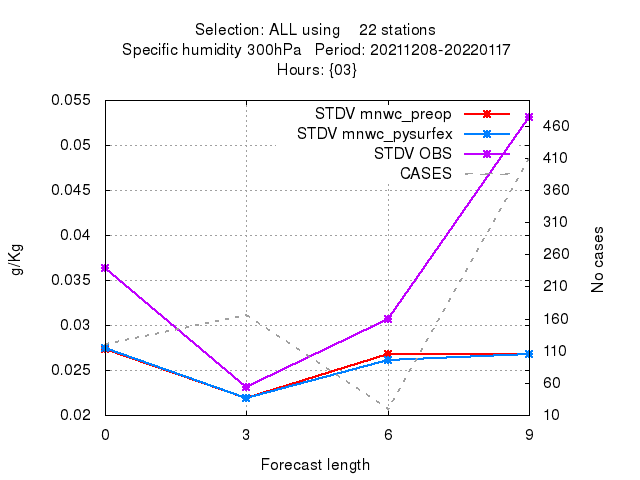 Selection: ALL using    22 stations
Specific humidity 300hPa   Period: 20211208-20220117
Hours: {03}
STDV mnwc_preop
STDV mnwc_pysurfex
STDV OBS
CASES
0.055
0.05
0.045
0.04
0.035
0.03
0.025
0.02
g/Kg
460
410
360
310
260
210
160
110
60
10
No cases
0
3
6
9
Forecast length